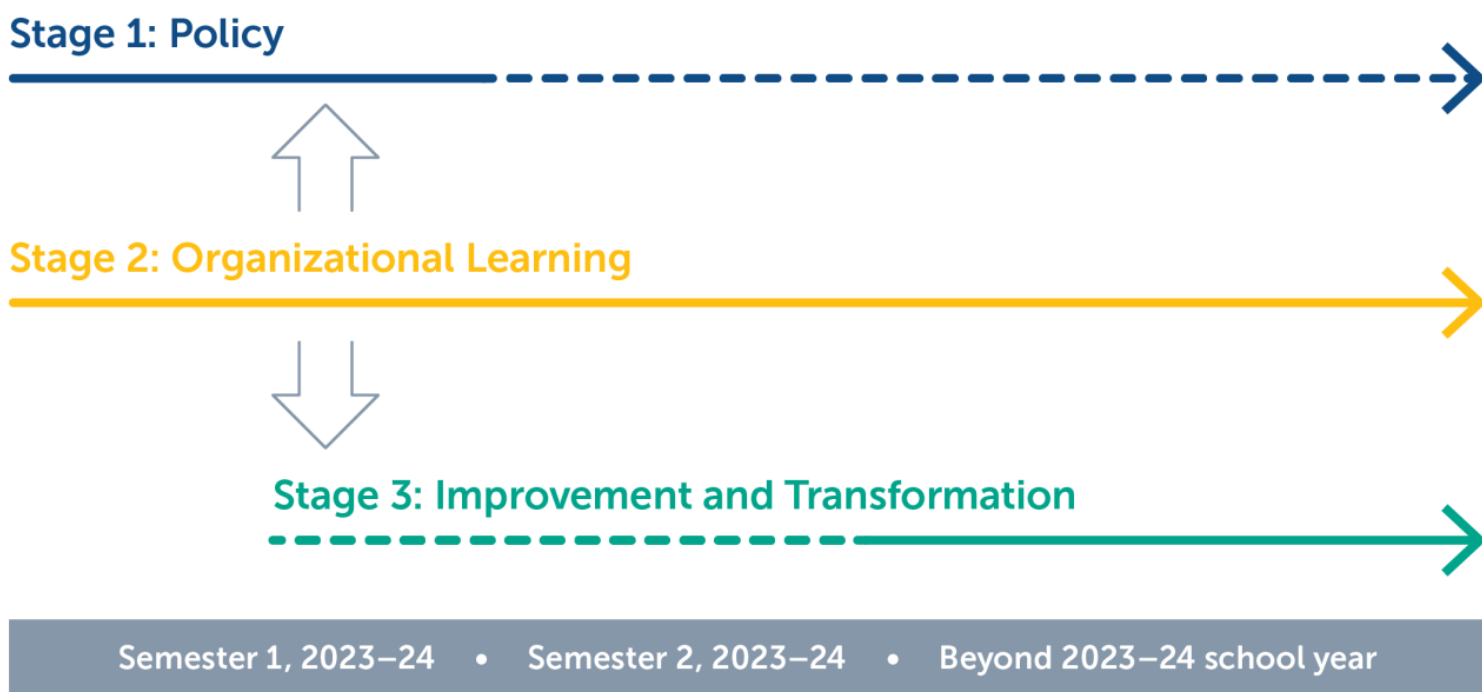 Stage 1: Policy
Stage 2: Organizational Learning
Stage 3: Improvement and Transformation
Semester 1, 2023–24 • Semester 2, 2023–24 • Beyond 2023–24 school year